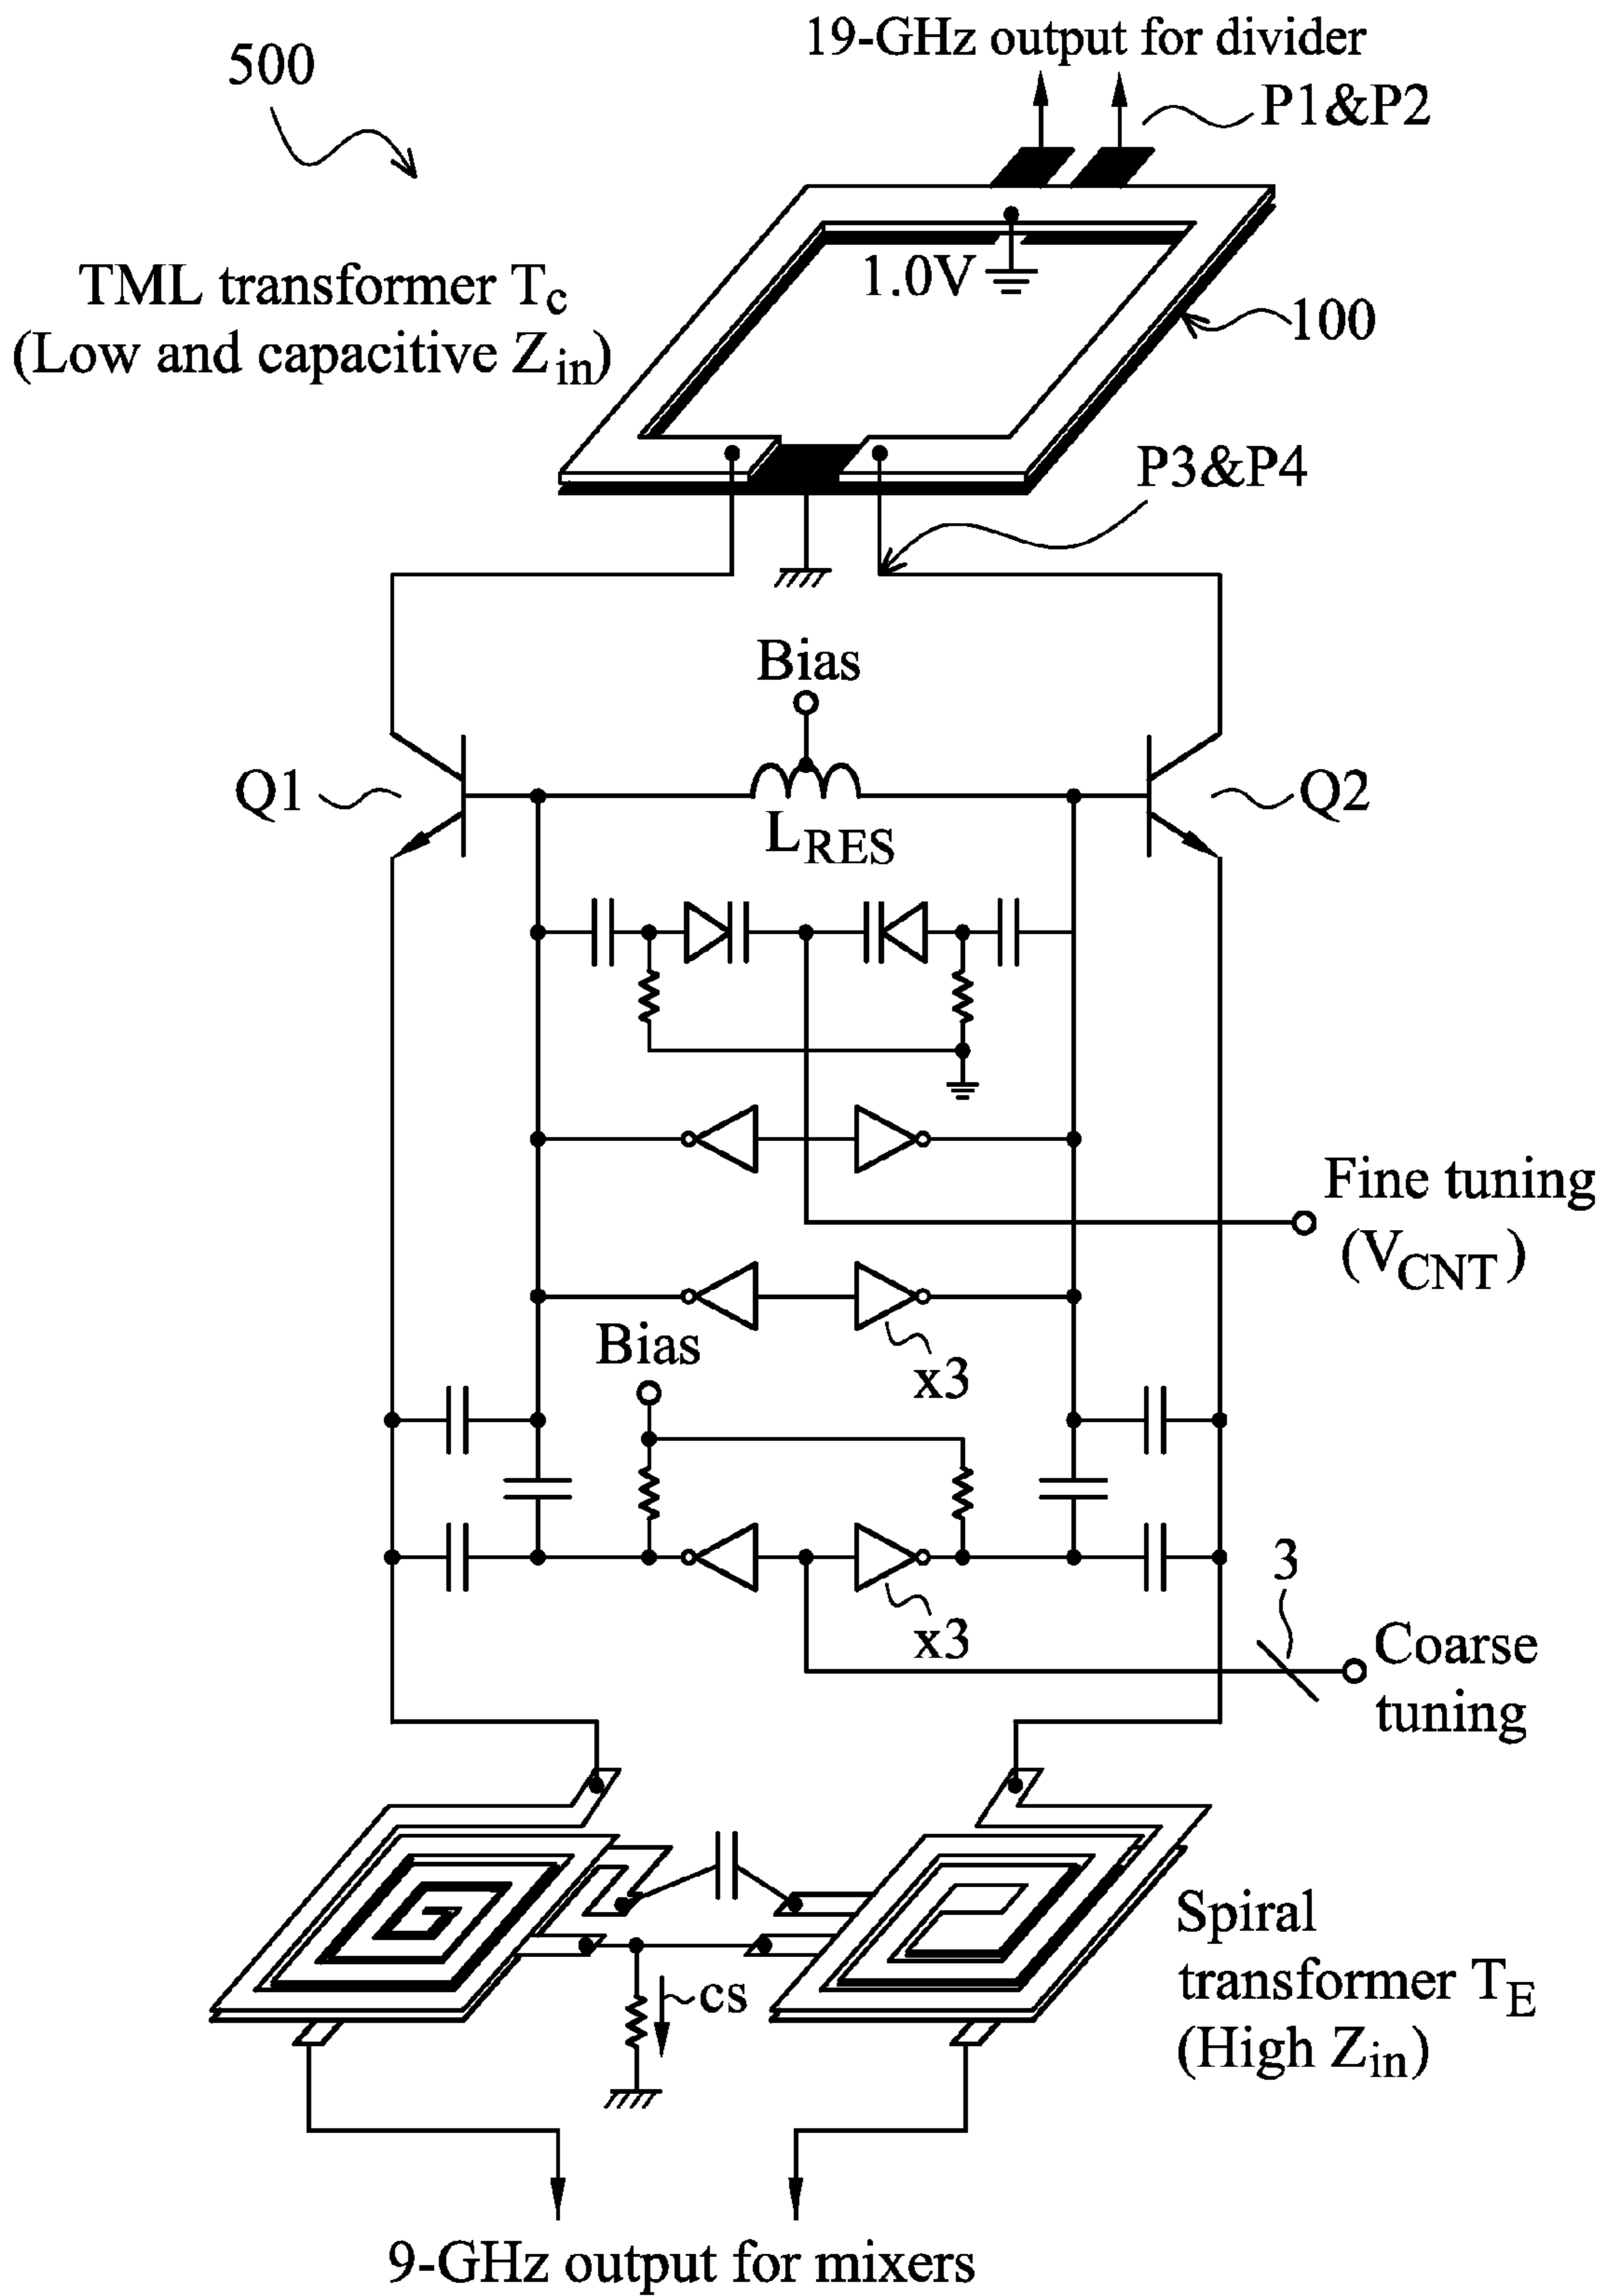 19-GHz output for divider
500
P1&P2
TML transformer Tc
(Low and capacitive Zin)
1.0V
100
P3&P4
Bias
Q1
Q2
LRES
Fine tuning
(VCNT)
Bias
x3
3
x3
Coarse
tuning
Spiral
transformer TE
(High Zin)
cs
9-GHz output for mixers